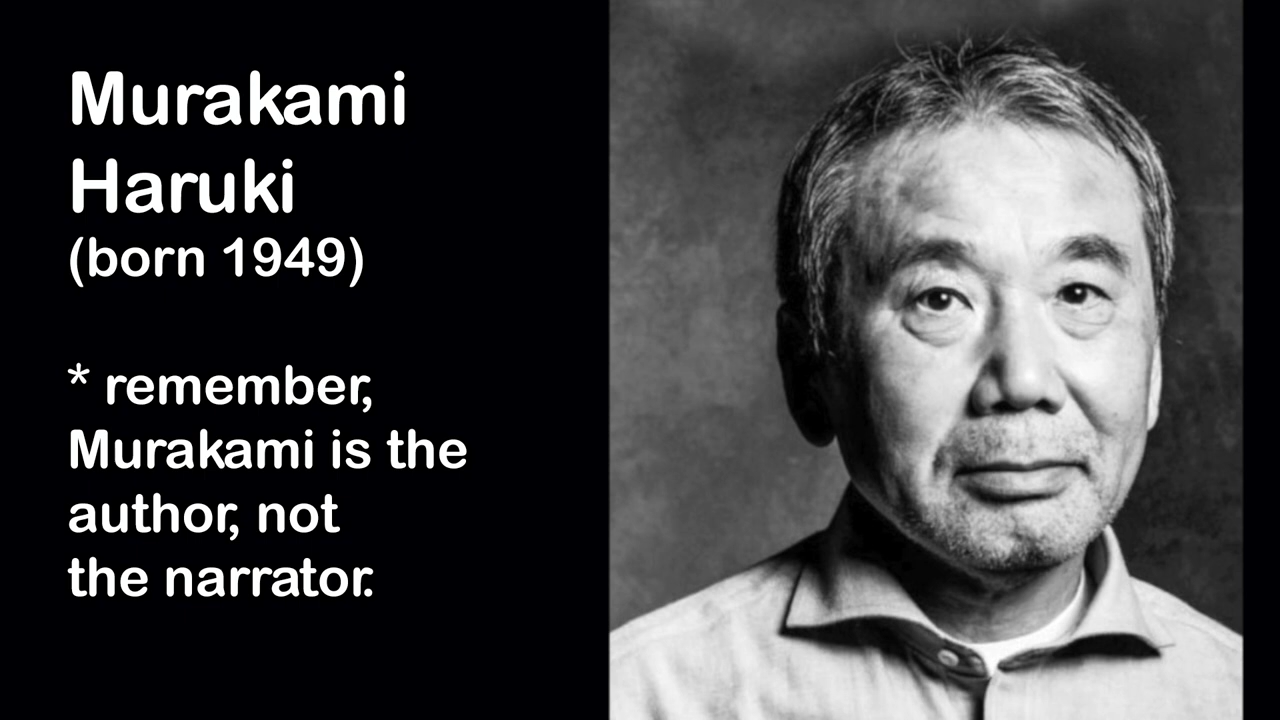 Murakami
Haruki
(born 1949)
* remember,
Murakami is the
author, not
the narrator.